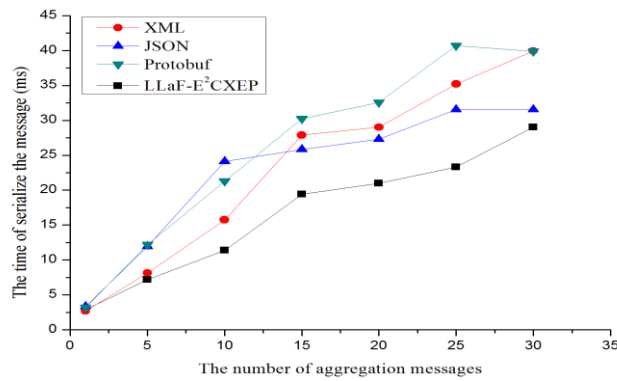 XML
JSON
Protobuf
LLaF-E²CXEP
The time of serialize the message (ms)
45
40
35
30
25
20
15
10
5
0
0 5 10 15 20 25 30 35
The number of aggregation messages